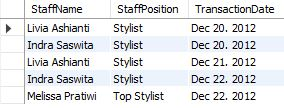 StaffName StaffPosition TransactionDate
Livia Ashianti Stylist Dec 20. 2012
Indra Saswita Stylist Dec 20. 2012
Livia Ashianti Stylist Dec 21. 2012
Indra Saswita Stylist Dec 22. 2012
Melissa Pratiwi Top Stylist Dec 22. 2012